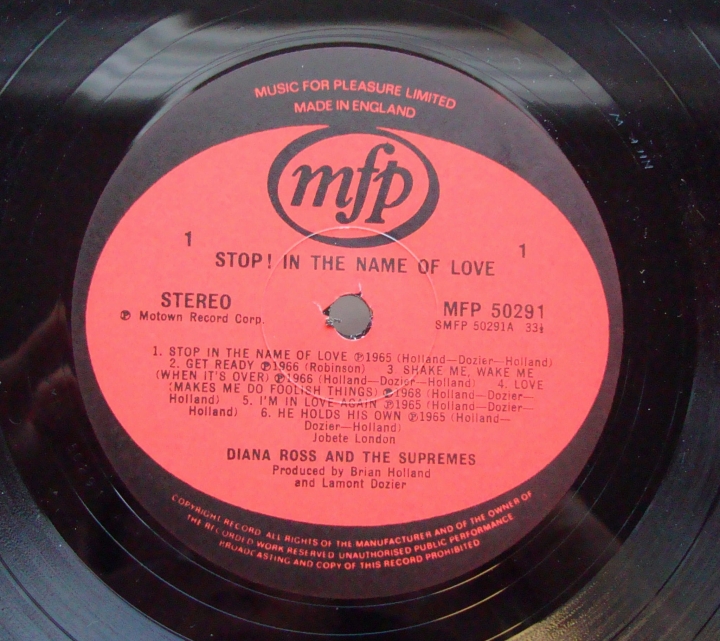 MUSIC FOR PLEASURE LIMITED
MADE IN ENGLAND
mfp
1
1
STOP! IN THE NAME OF LOVE
STEREO
Ⓟ Motown Record Corp.
MFP 50291
SMFP 50291A 33⅓
1. STOP IN THE NAME OF LOVE Ⓟ1965 (Holland—Dozier—Holland)
2. GET READY Ⓟ1966 (Robinson) 3. SHAKE ME, WAKE ME
(WHEN IT'S OVER) Ⓟ1966 (Holland—Dozier—Holland) 4. LOVE
(MAKES ME DO FOOLISH THINGS) Ⓟ1968 (Holland—Dozier—
Holland) 5. I'M IN LOVE AGAIN Ⓟ1965 (Holland—Dozier—
Holland) 6. HE HOLDS HIS OWN Ⓟ1965 (Holland—
Dozier—Holland)
Jobete London
DIANA ROSS AND THE SUPREMES
Produced by Brian Holland
and Lamont Dozier
COPYRIGHT RECORD. ALL RIGHTS OF THE MANUFACTURER AND OF THE OWNER OF
THE RECORDED WORK RESERVED UNAUTHORISED PUBLIC PERFORMANCE
BROADCASTING AND COPY OF THIS RECORD PROHIBITED